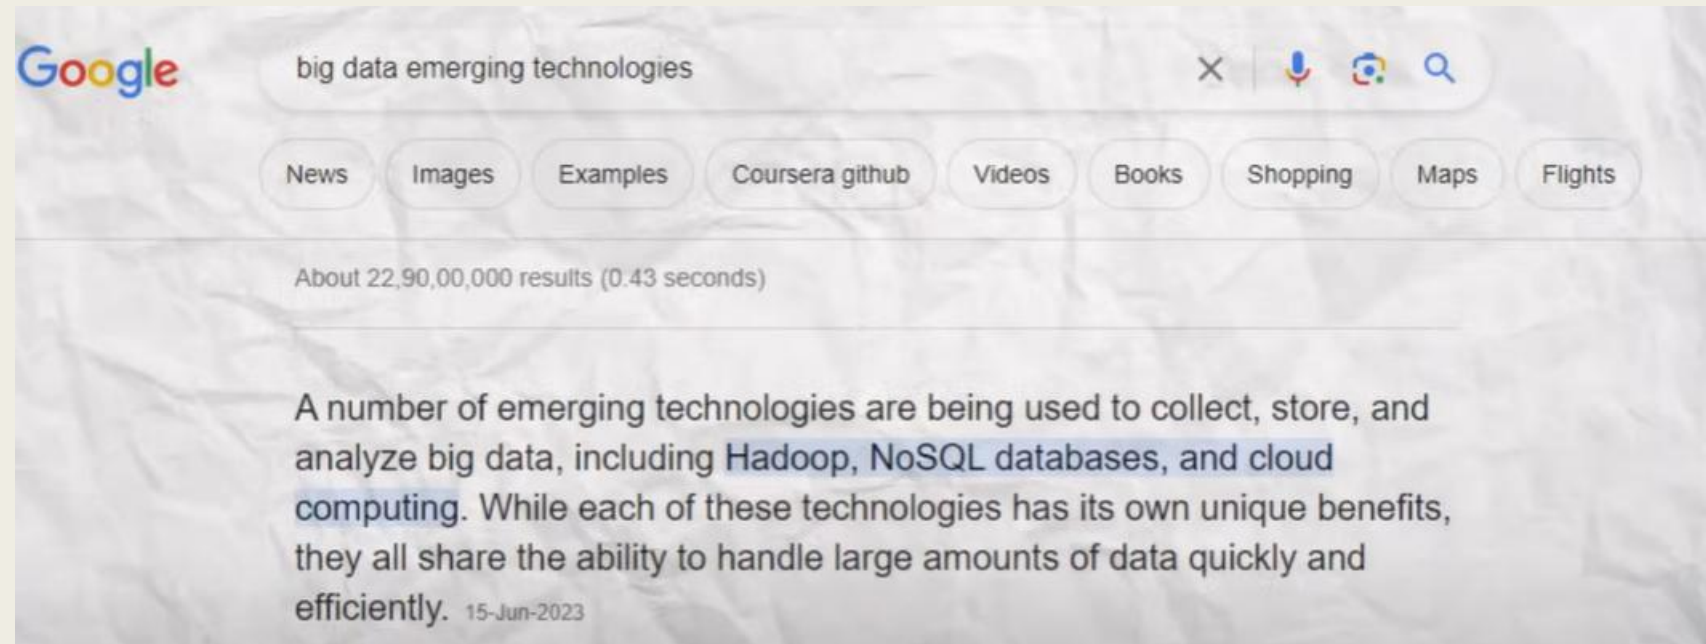 Google
big data emerging technologies
News Images Examples Coursera github Videos Books Shopping Maps Flights
About 22,90,00,000 results (0.43 seconds)
A number of emerging technologies are being used to collect, store, and
analyze big data, including Hadoop, NoSQL databases, and cloud
computing. While each of these technologies has its own unique benefits,
they all share the ability to handle large amounts of data quickly and
efficiently. 15-Jun-2023